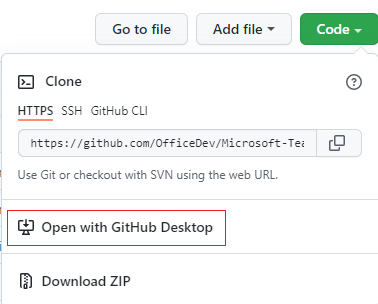 Go to file Add file Code
Clone
HTTPS SSH GitHub CLI
https://github.com/OfficeDev/Microsoft-Tea
Use Git or checkout with SVN using the web URL.
Open with GitHub Desktop
Download ZIP